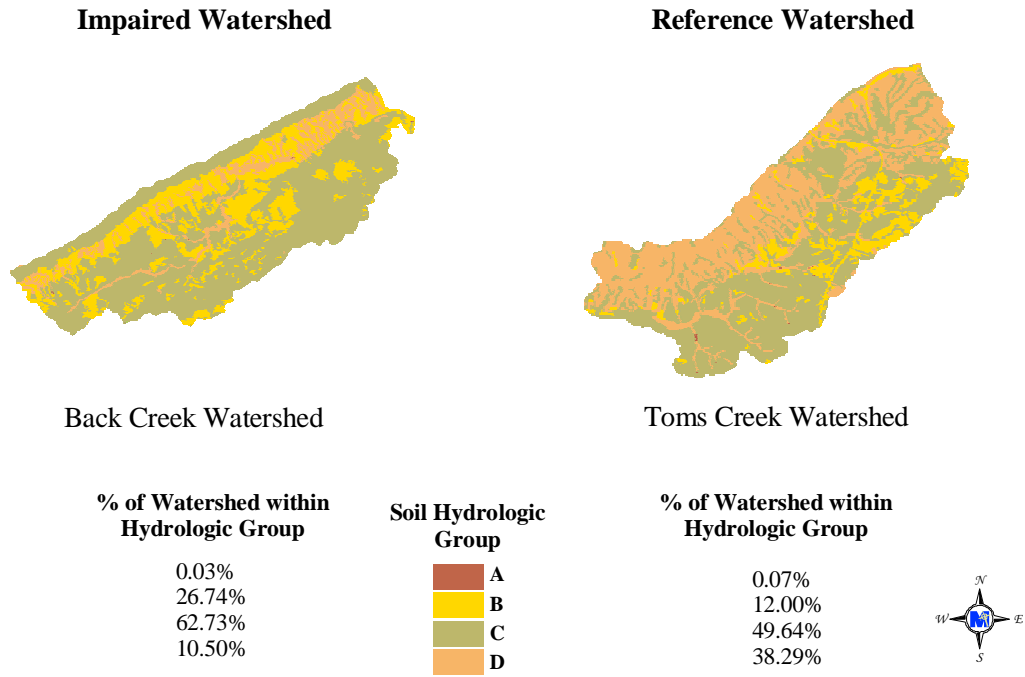 Impaired Watershed
Reference Watershed
Back Creek Watershed
Toms Creek Watershed
% of Watershed within
Hydrologic Group
0.03%
26.74%
62.73%
10.50%
Soil Hydrologic
Group
A
B
C
D
% of Watershed within
Hydrologic Group
0.07%
12.00%
49.64%
38.29%
N
W
M
E
S